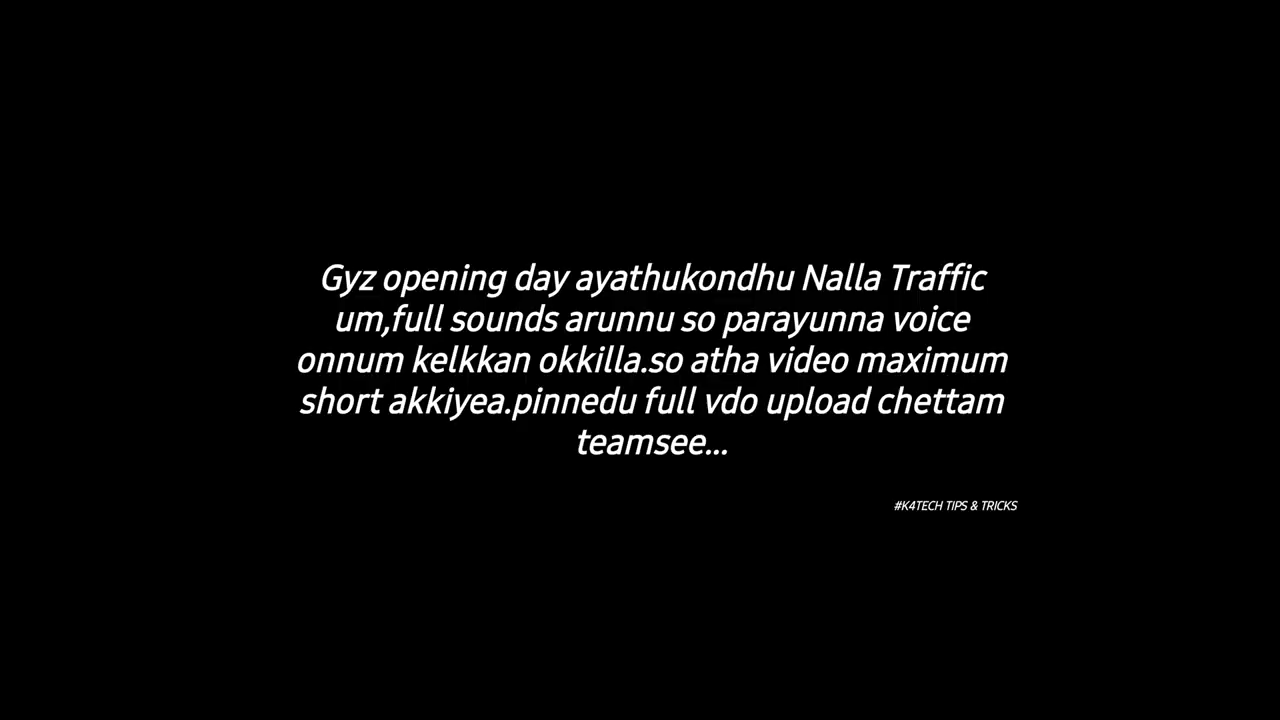 Gyz opening day ayathukondhu Nalla Traffic
um,full sounds arunnu so parayunna voice
onnum kelkkan okkilla.so atha video maximum
short akkiyea.pinnedu full vdo upload chettam
teamsee...
#K4TECH TIPS & TRICKS